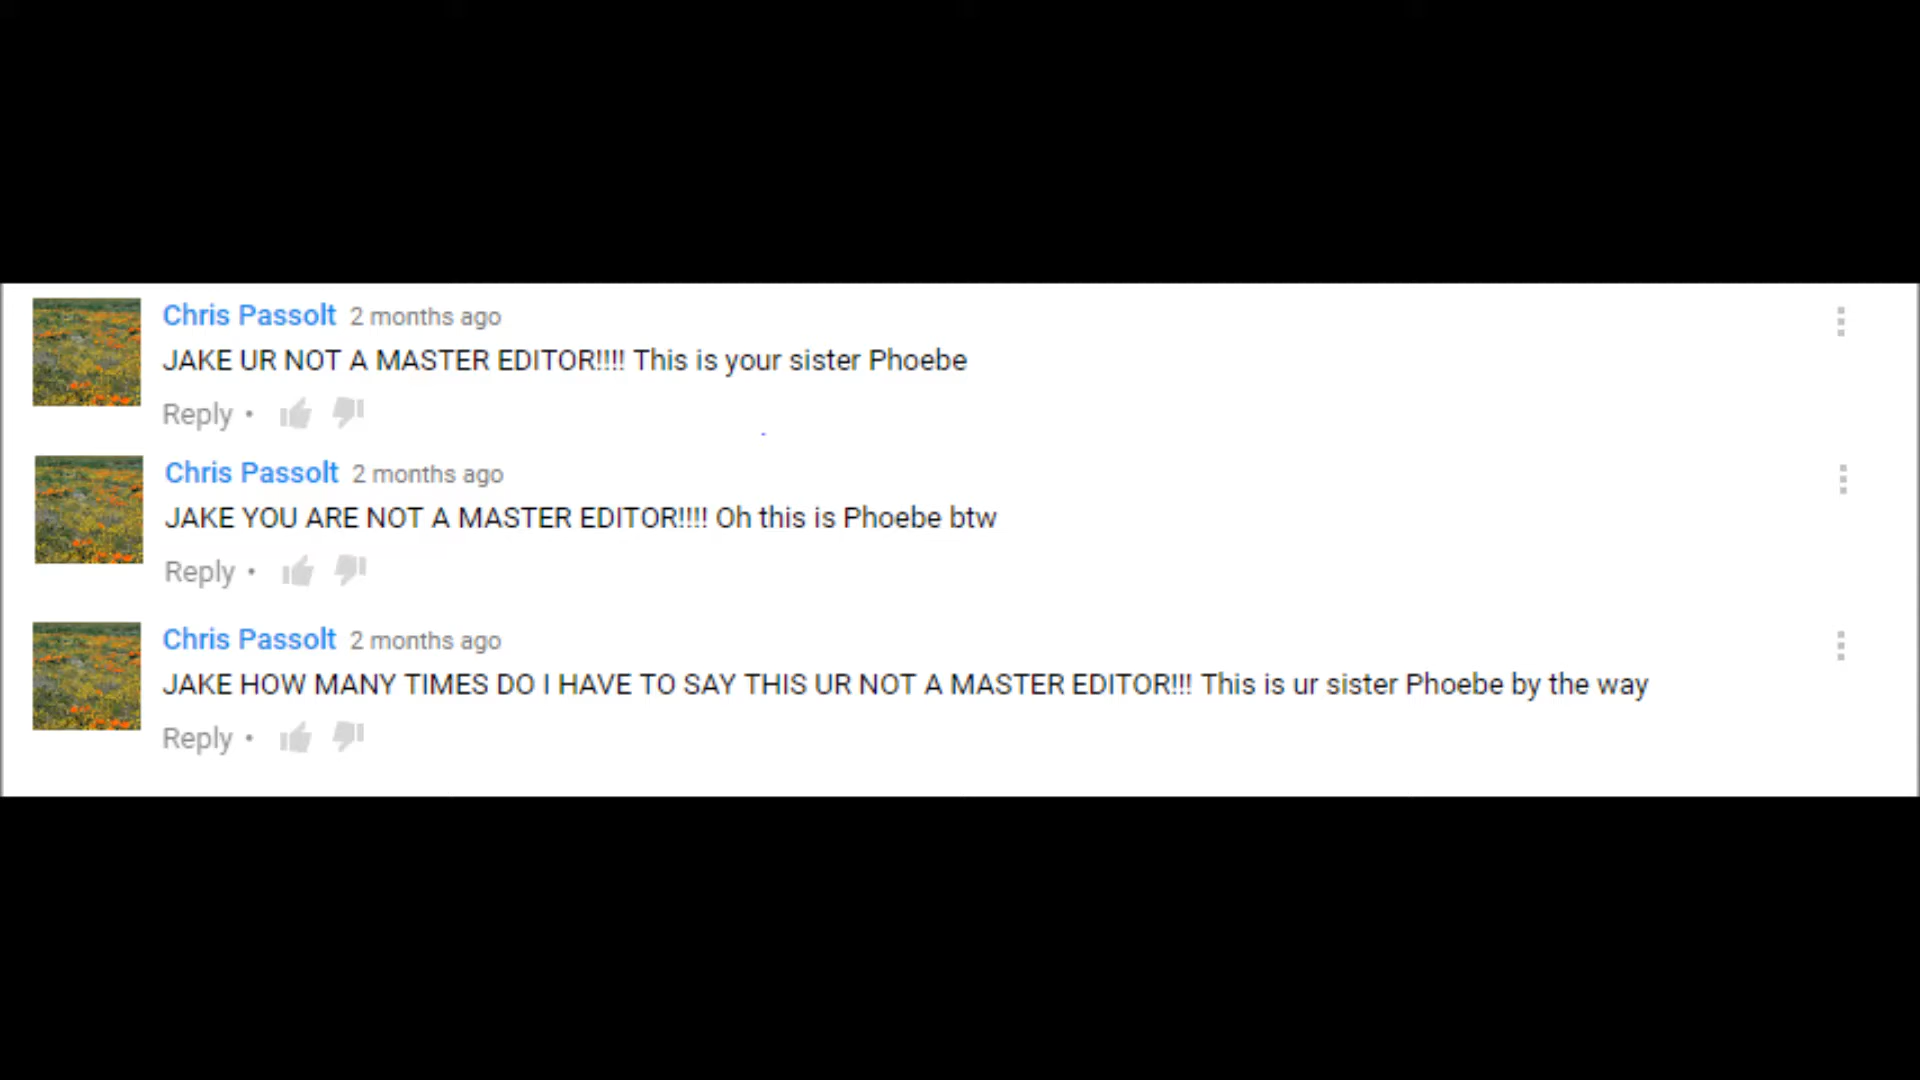 Chris Passolt 2 months ago
JAKE UR NOT A MASTER EDITOR!!!! This is your sister Phoebe
Reply •
Chris Passolt 2 months ago
JAKE YOU ARE NOT A MASTER EDITOR!!!! Oh this is Phoebe btw
Reply •
Chris Passolt 2 months ago
JAKE HOW MANY TIMES DO I HAVE TO SAY THIS UR NOT A MASTER EDITOR!!! This is ur sister Phoebe by the way
Reply •